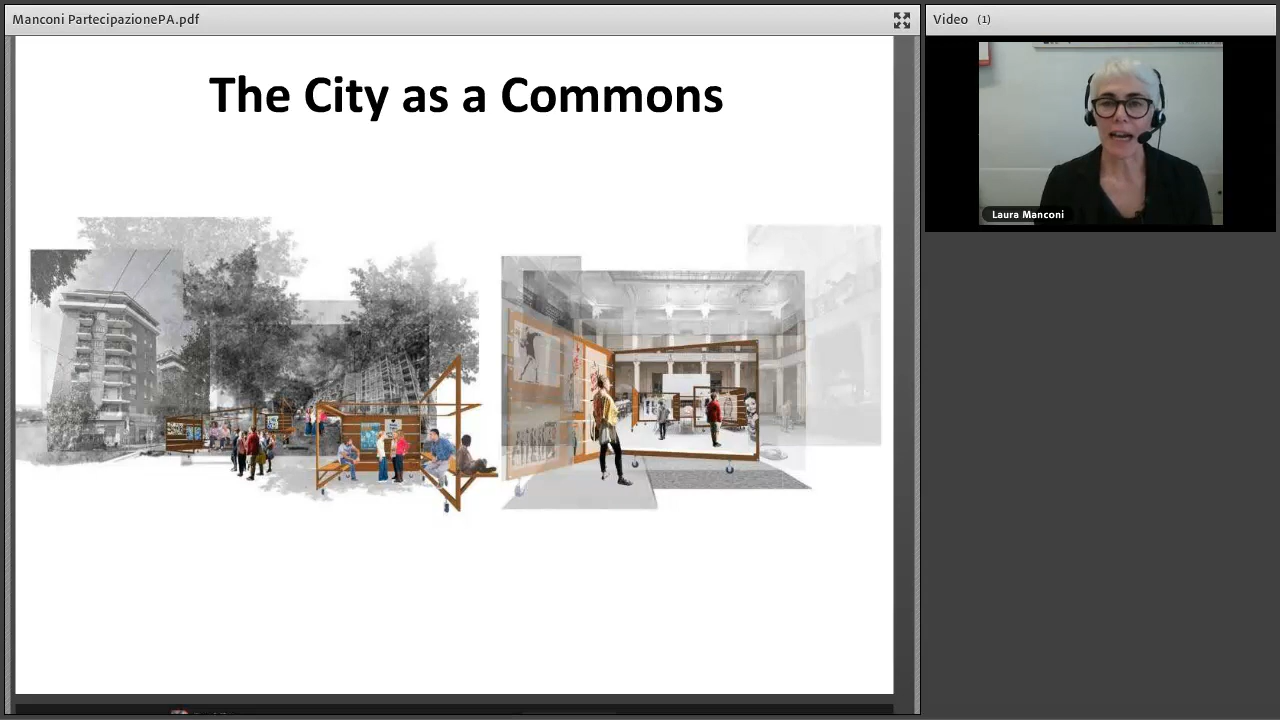 Manconi PartecipazionePA.pdf
Video (1)
The City as a Commons
Laura Manconi